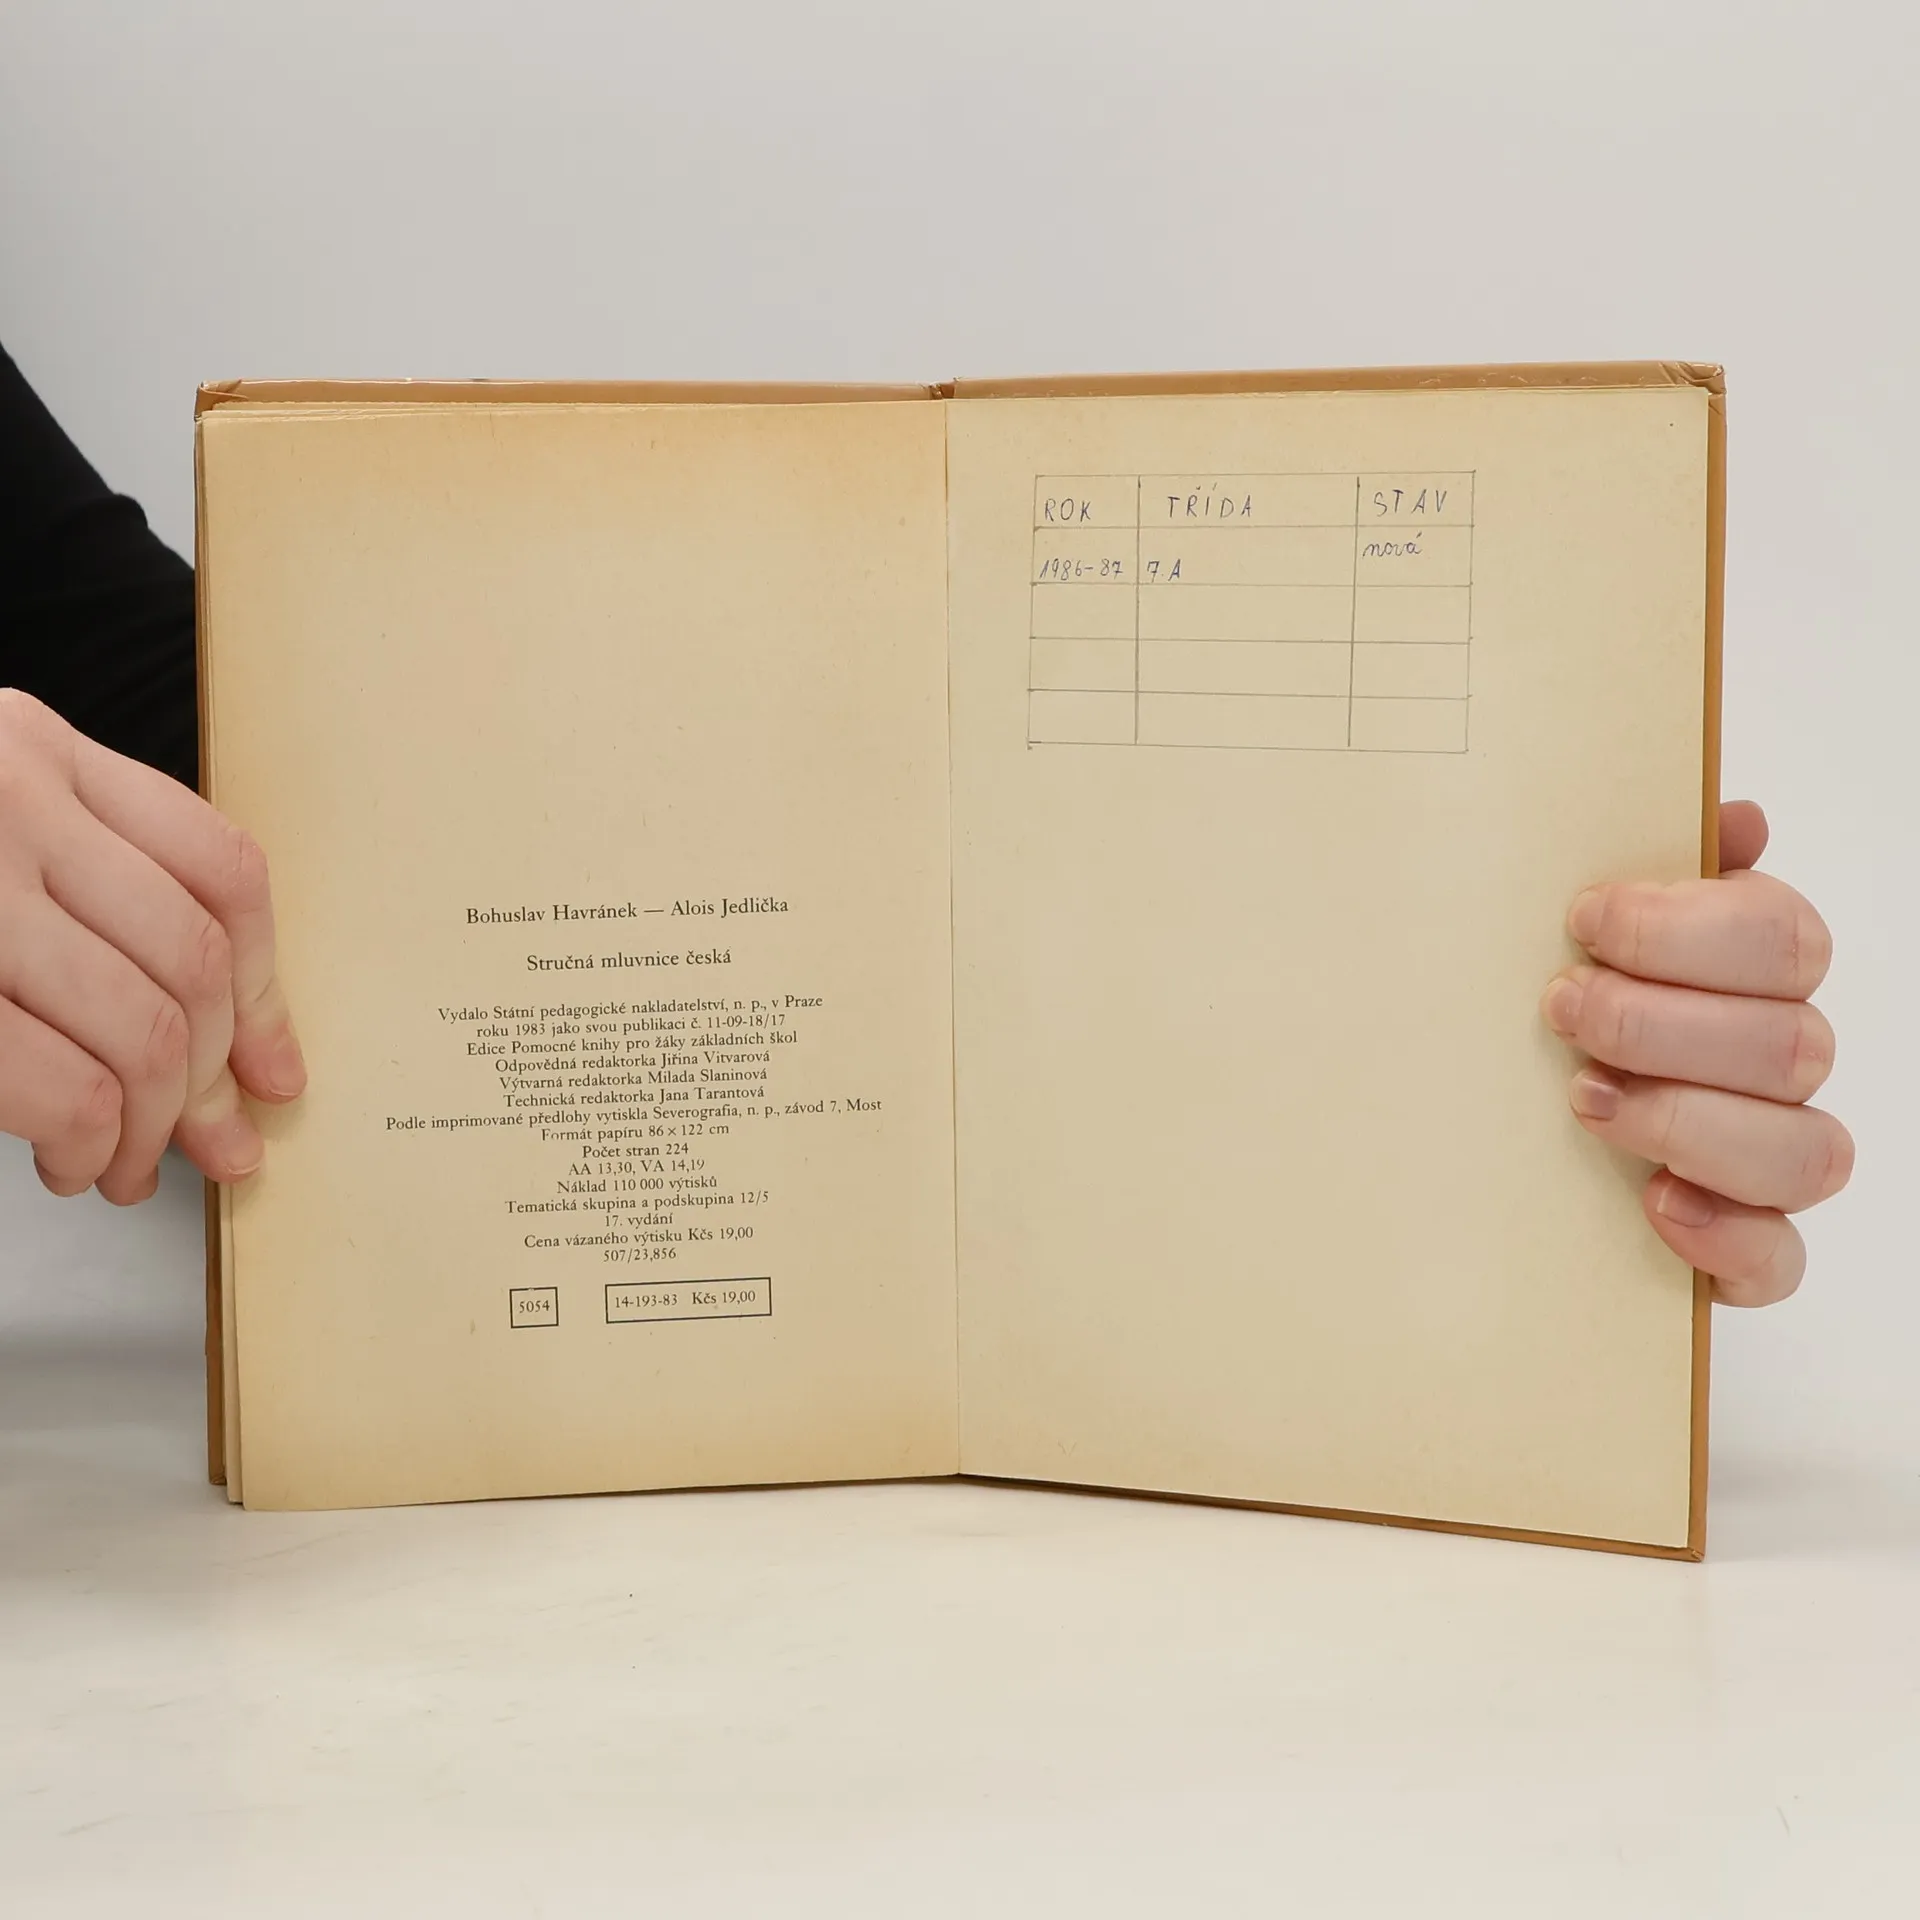 Bohuslav Havránek — Alois Jedlička
Stručná mluvnice česká
Vydalo Státní pedagogické nakladatelství, n. p., v Praze
roku 1983 jako svou publikaci č. 11-09-18/17
Edice Pomocné knihy pro žáky základních škol
Odpovědná redaktorka Jiřina Vitvarová
Výtvarná redaktorka Milada Slaninová
Technická redaktorka Jana Tarantová
Podle imprimované předlohy vytiskla Severografia, n. p., závod 7, Most
Formát papíru 86 × 122 cm
Počet stran 224
AA 13,30, VA 14,19
Náklad 110 000 výtisků
Tematická skupina a podskupina 12/5
17. vydání
Cena vázaného výtisku Kčs 19,00
507/23,856
5054
14-193-83 Kčs 19,00
ROK TŘÍDA STAV
1986-87 7. A nová